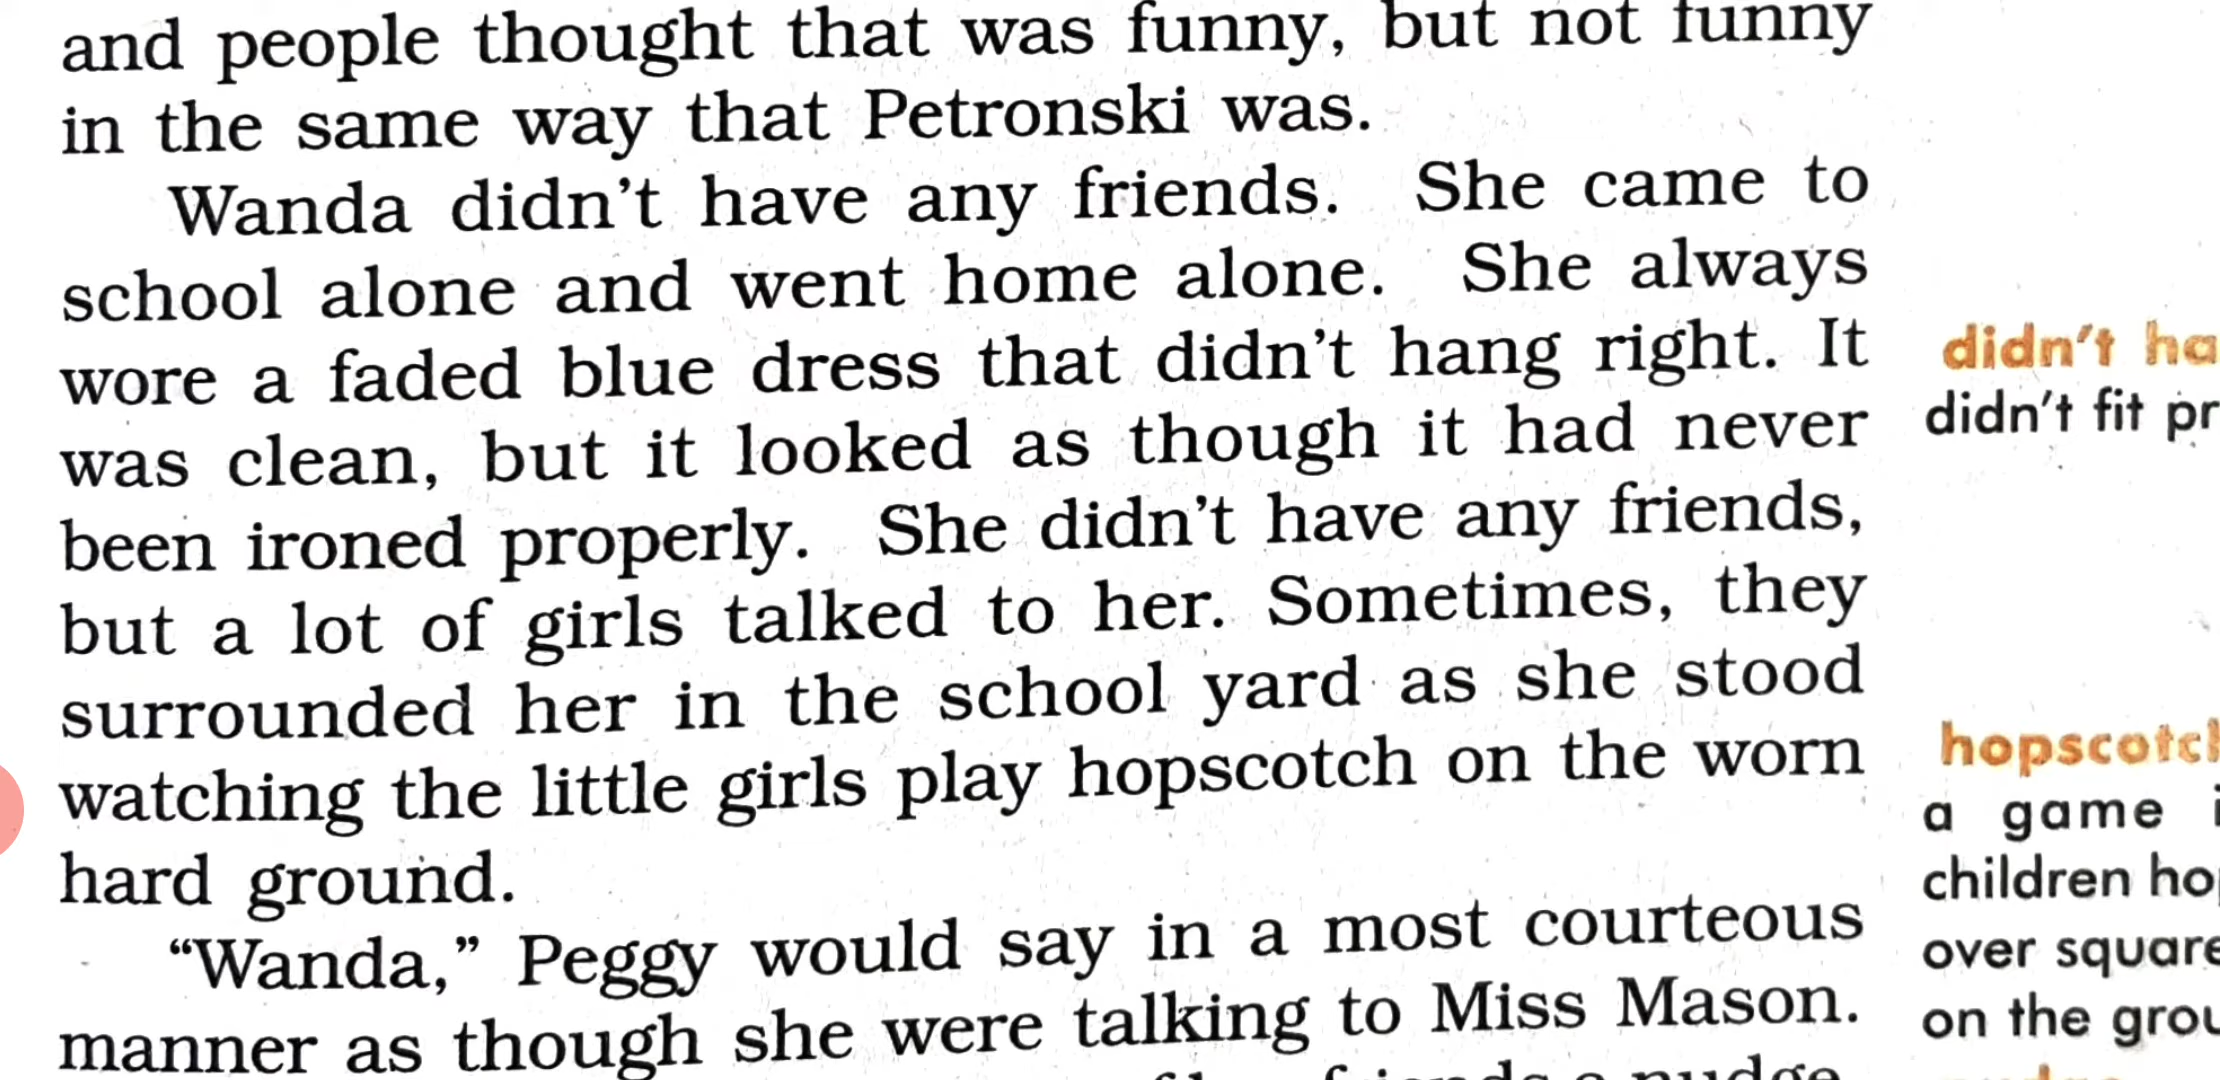 and people thought that was funny, but not funny
in the same way that Petronski was.
Wanda didn't have any friends. She came to
school alone and went home alone. She always
wore a faded blue dress that didn't hang right. It
was clean, but it looked as though it had never
been ironed properly. She didn't have any friends,
but a lot of girls talked to her. Sometimes, they
surrounded her in the school yard as she stood
watching the little girls play hopscotch on the worn
hard ground.
“Wanda,” Peggy would say in a most courteous
manner as though she were talking to Miss Mason.
a nudge
didn't
didn't fit
a game
children
over
on the